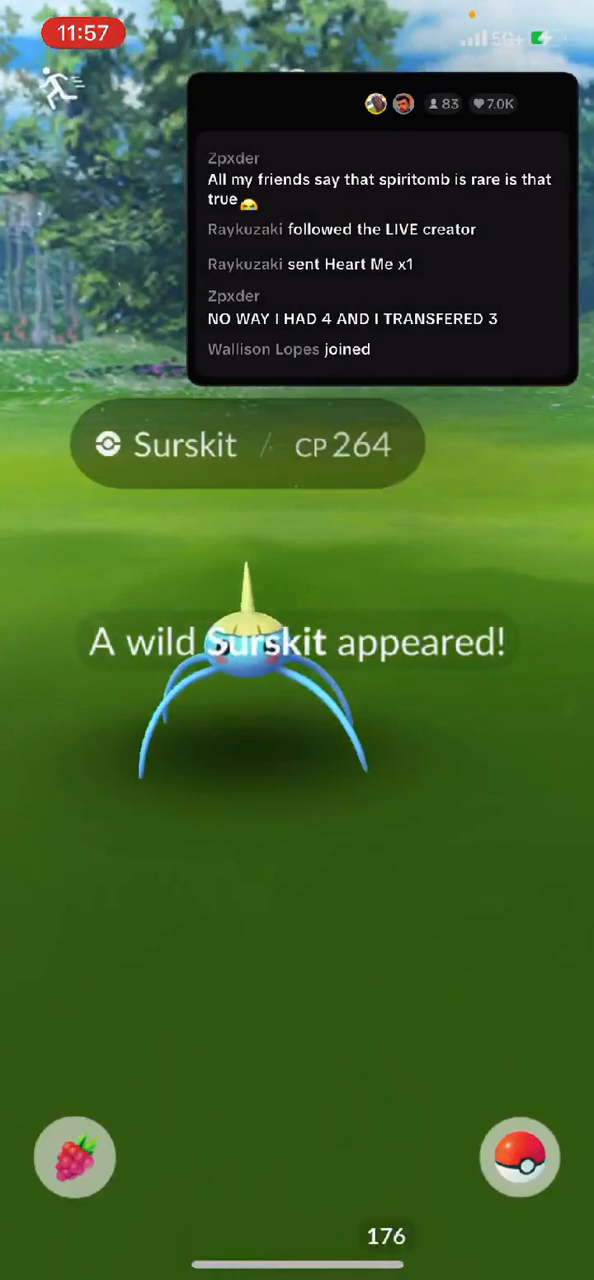 11:57
5G+
83
7.0K
Zpxder
All my friends say that spiritomb is rare is that
true😭
Raykuzaki followed the LIVE creator
Raykuzaki sent Heart Me x1
Zpxder
NO WAY I HAD 4 AND I TRANSFERED 3
Wallison Lopes joined
Surskit / CP264
A wild Surskit appeared!
176